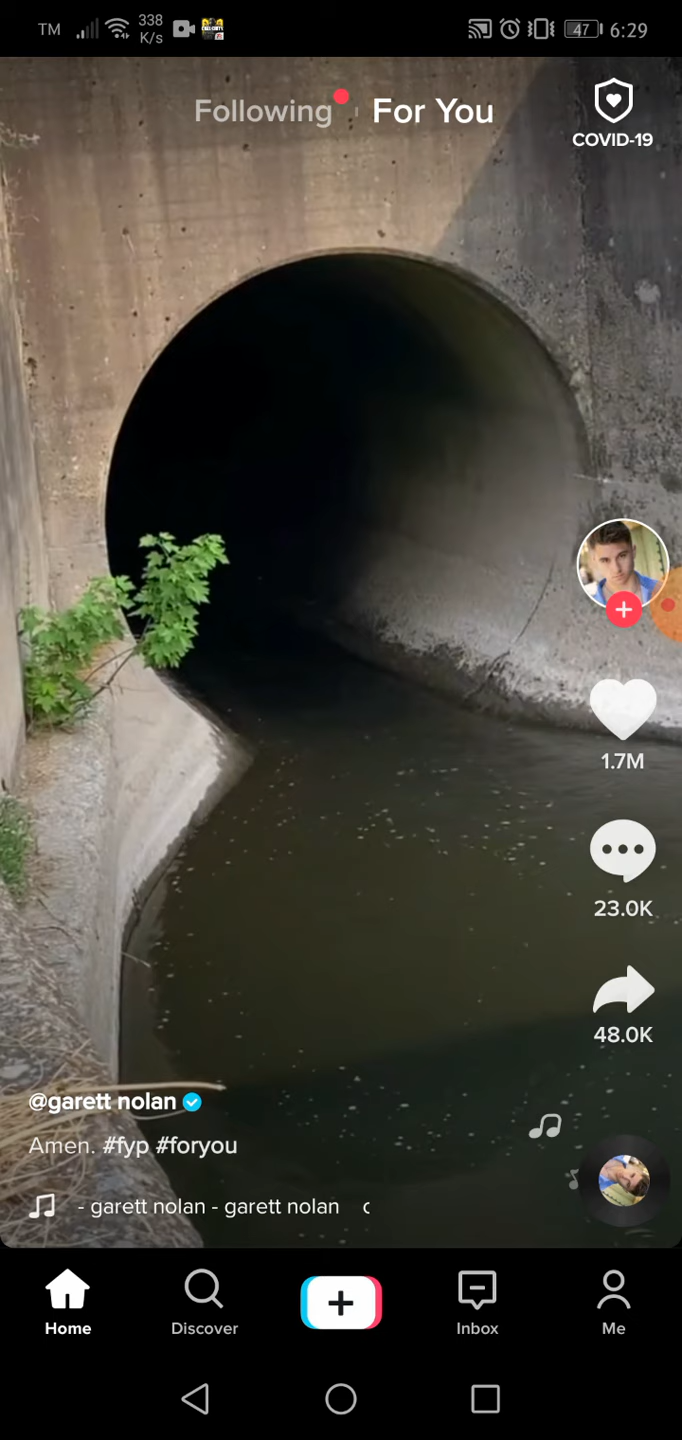 TM 338 K/s 47 6:29
Following For You
COVID-19
1.7M
23.0K
48.0K
@garett nolan
Amen. #fyp #foryou
- garett nolan - garett nolan
Home Discover Inbox Me